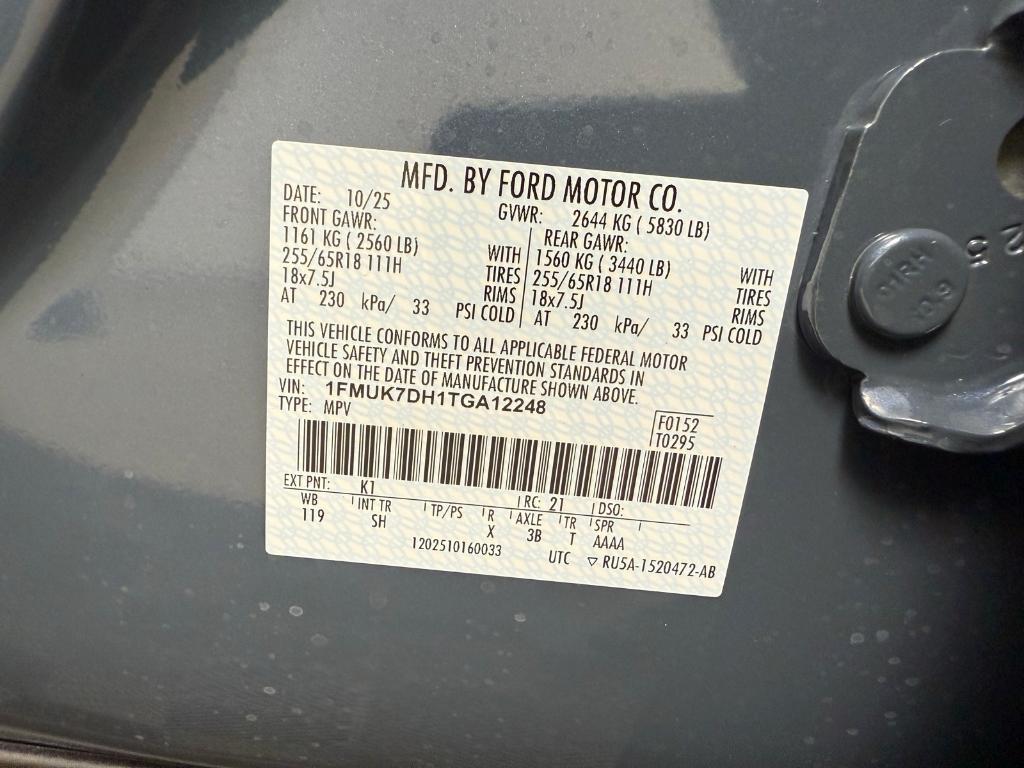 MFD. BY FORD MOTOR CO.
DATE: 10/25 GVWR: 2644 KG ( 5830 LB)
FRONT GAWR: REAR GAWR:
1161 KG ( 2560 LB) WITH 1560 KG ( 3440 LB) WITH
255/65R18 111H TIRES 255/65R18 111H TIRES
18x7.5J RIMS 18x7.5J RIMS
AT 230 kPa/ 33 PSI COLD AT 230 kPa/ 33 PSI COLD
THIS VEHICLE CONFORMS TO ALL APPLICABLE FEDERAL MOTOR
VEHICLE SAFETY AND THEFT PREVENTION STANDARDS IN
EFFECT ON THE DATE OF MANUFACTURE SHOWN ABOVE.
VIN: 1FMUK7DH1TGA12248
TYPE: MPV
F0152
T0295
EXT PNT: K1 RC: 21 DSO:
WB INT TR TP/PS R AXLE TR SPR
119 SH X 3B T AAAA
1202510160033 UTC ▽ RU5A-1520472-AB
2 5